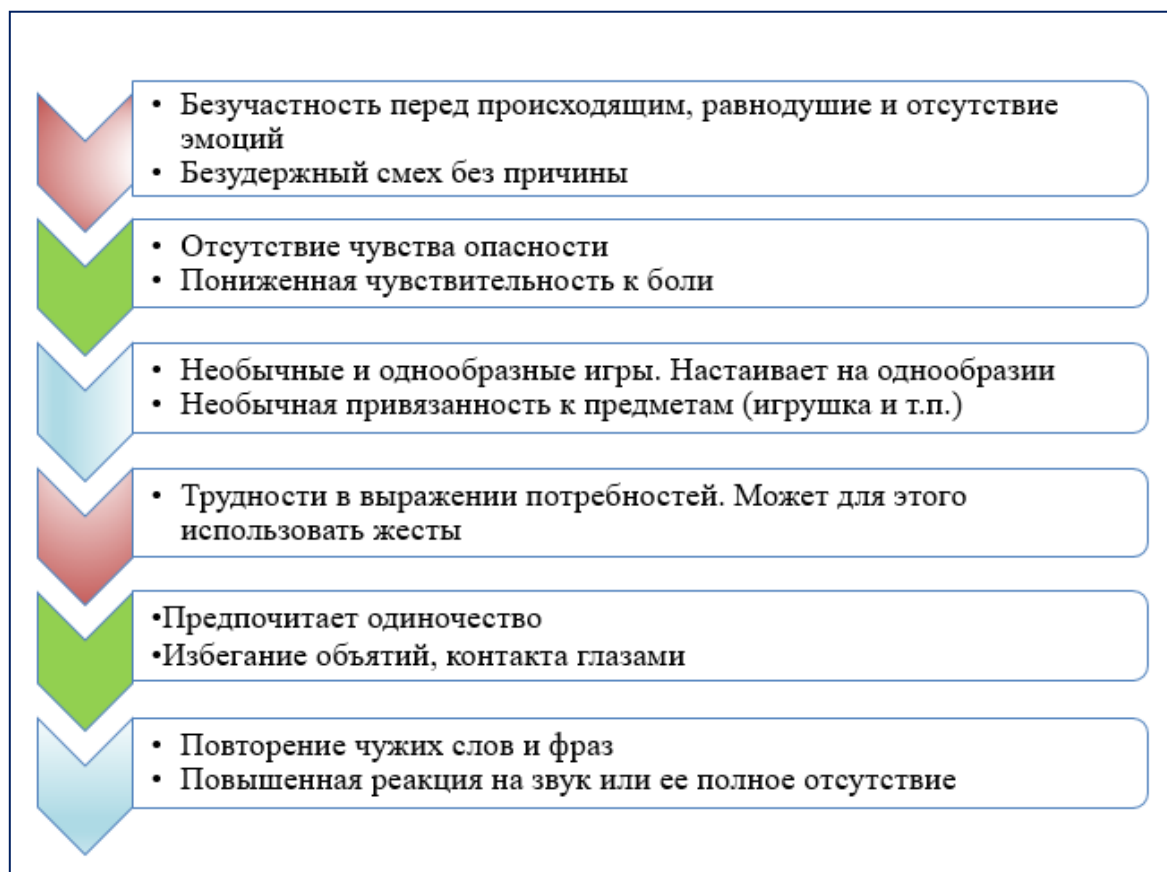 • Безучастность перед происходящим, равнодушие и отсутствие
эмоций
• Безудержный смех без причины
• Отсутствие чувства опасности
• Пониженная чувствительность к боли
• Необычные и однообразные игры. Настаивает на однообразии
• Необычная привязанность к предметам (игрушка и т.п.)
• Трудности в выражении потребностей. Может для этого
использовать жесты
•Предпочитает одиночество
•Избегание объятий, контакта глазами
• Повторение чужих слов и фраз
• Повышенная реакция на звук или ее полное отсутствие